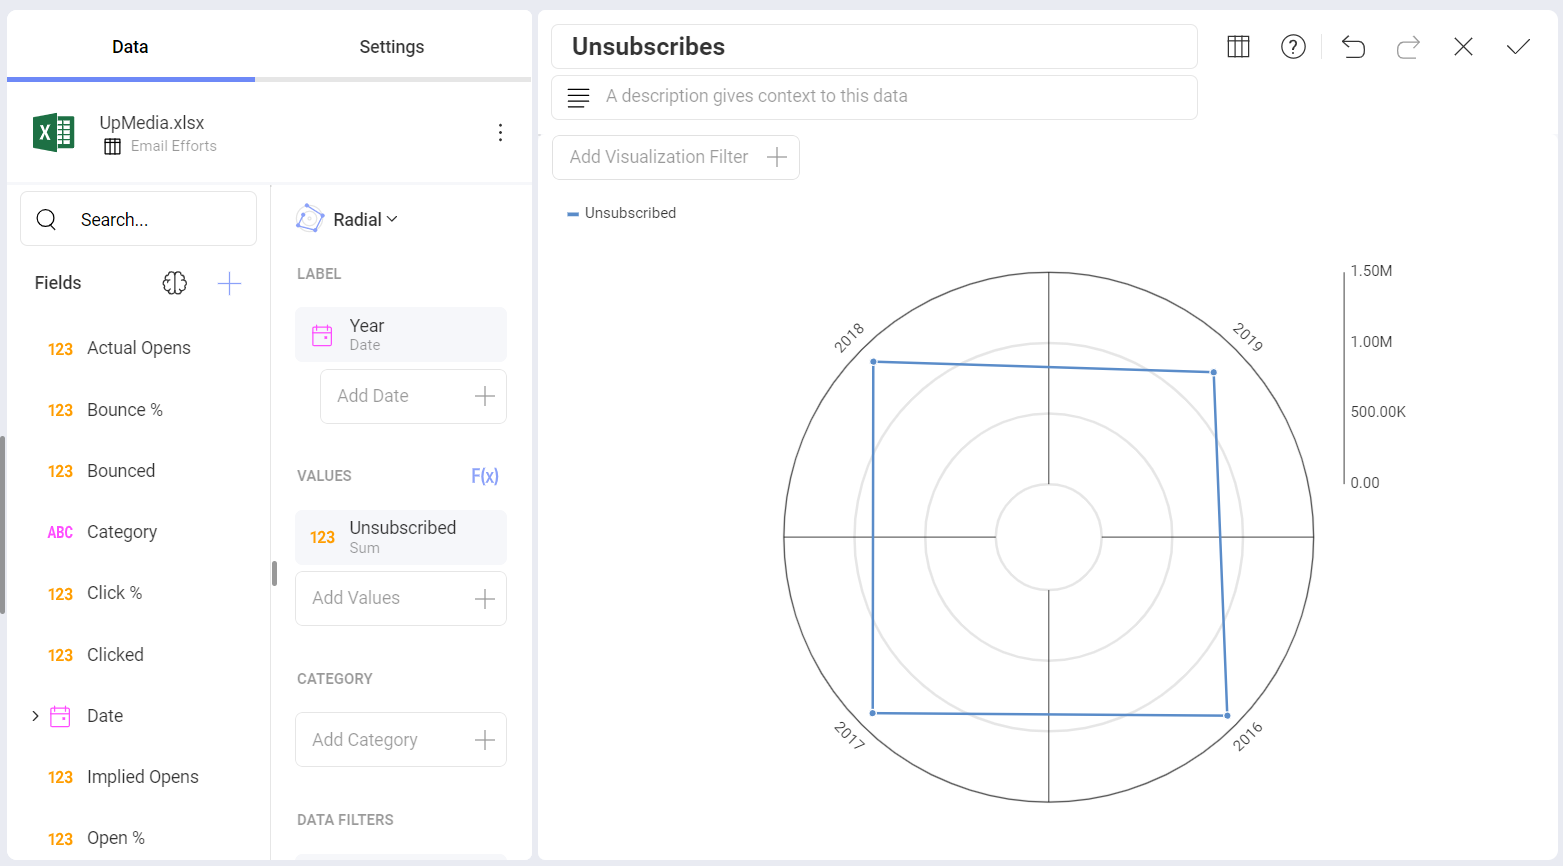 Data
Settings
UpMedia.xlsx
Email Efforts
Search...
Fields
123 Actual Opens
123 Bounce %
123 Bounced
ABC Category
123 Click %
123 Clicked
Date
123 Implied Opens
123 Open %
Radial
LABEL
Year
Date
Add Date
VALUES F(x)
123 Unsubscribed
Sum
Add Values
CATEGORY
Add Category
DATA FILTERS
Unsubscribes
A description gives context to this data
Add Visualization Filter
Unsubscribed
2018
2019
2017
2016
1.50M
1.00M
500.00K
0.00